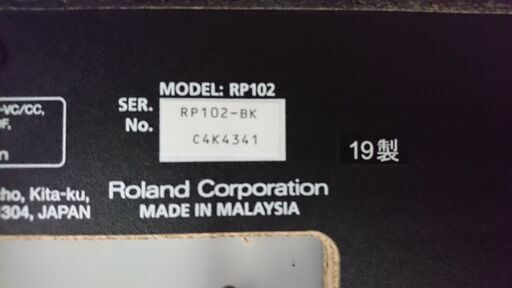 MODEL: RP102
-VC/CC,
SER.
No.
RP102-BK
C4K4341
19製
cho, Kita-ku,
304, JAPAN
Roland Corporation
MADE IN MALAYSIA